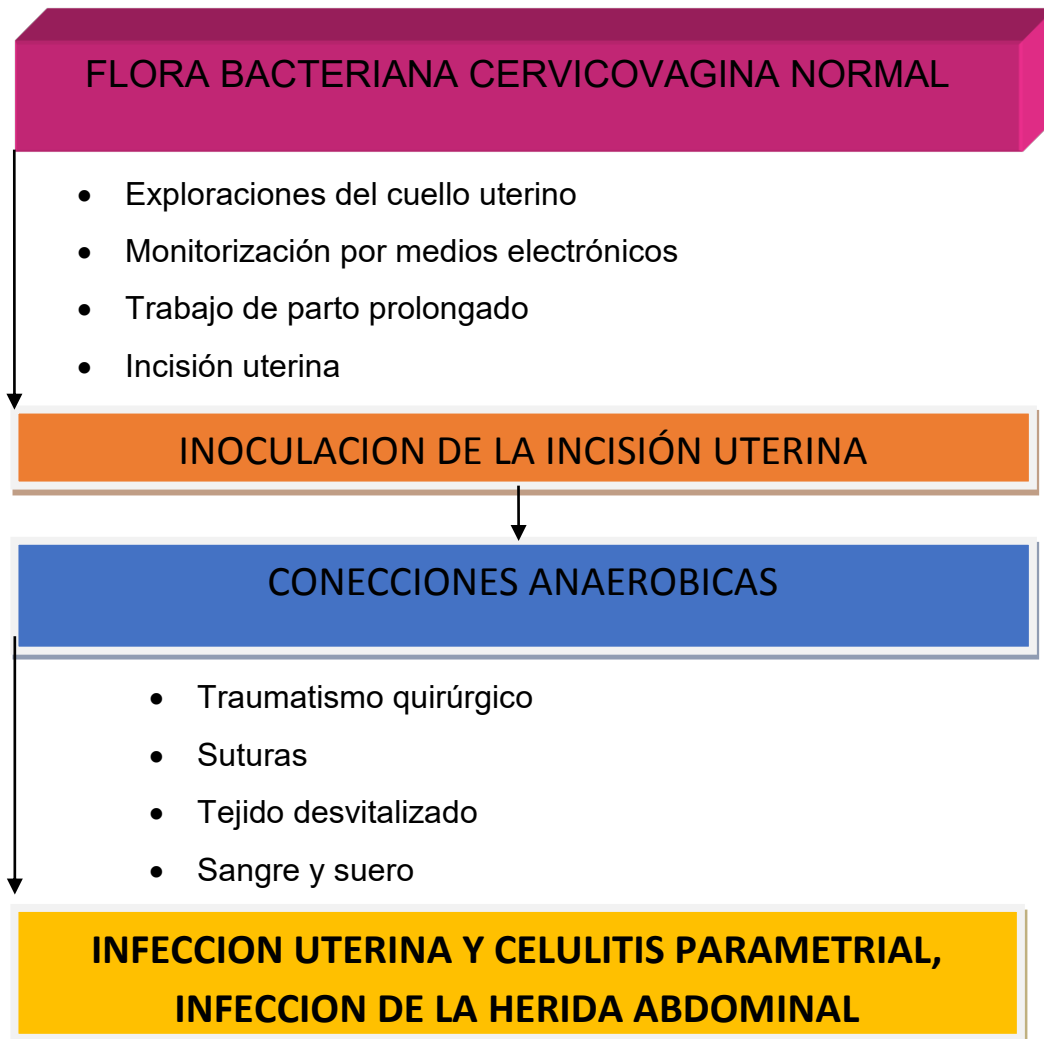 FLORA BACTERIANA CERVICOVAGINA NORMAL
• Exploraciones del cuello uterino
• Monitorización por medios electrónicos
• Trabajo de parto prolongado
• Incisión uterina
INOCULACION DE LA INCISIÓN UTERINA
CONECCIONES ANAEROBICAS
• Traumatismo quirúrgico
• Suturas
• Tejido desvitalizado
• Sangre y suero
INFECCION UTERINA Y CELULITIS PARAMETRIAL,
INFECCION DE LA HERIDA ABDOMINAL